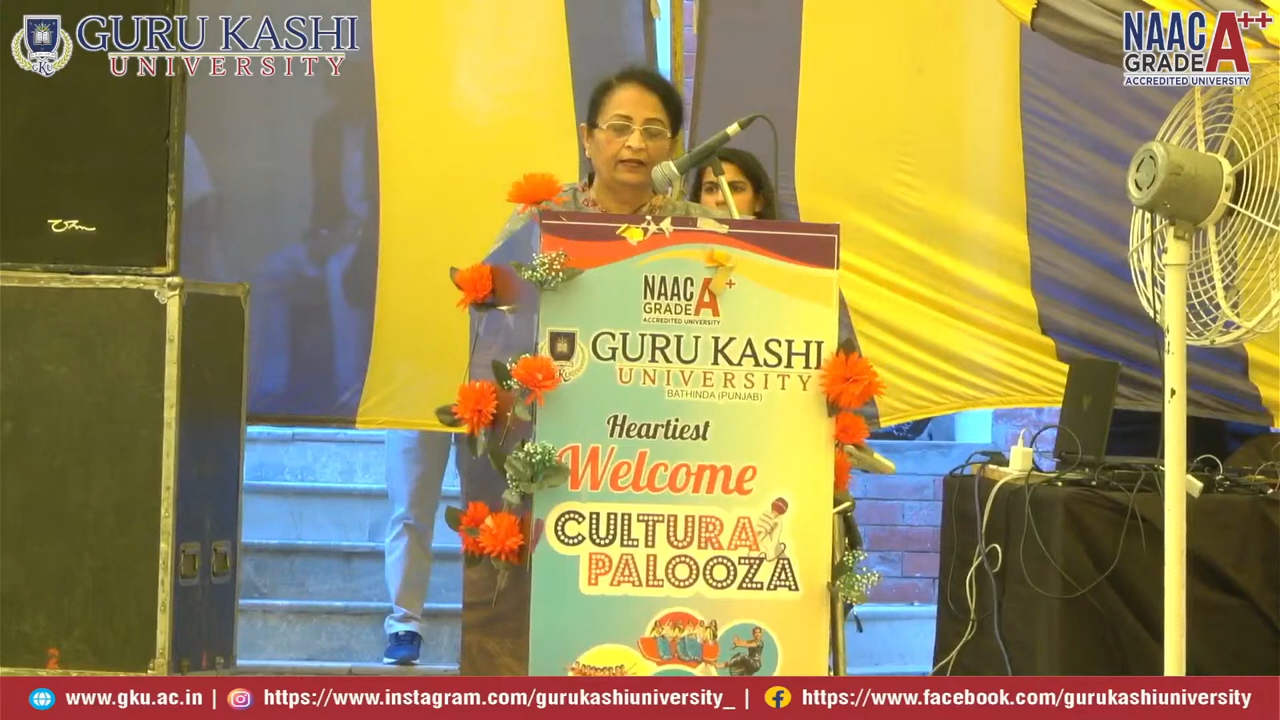 GURU KASHI
UNIVERSITY
NAAC A++
GRADE
ACCREDITED UNIVERSITY
NAAC A+
GRADE
ACCREDITED UNIVERSITY
GURU KASHI
UNIVERSITY
BATHINDA (PUNJAB)
Heartiest
Welcome
CULTURA
PALOOZA
www.gku.ac.in | https://www.instagram.com/gurukashiuniversity_ | https://www.facebook.com/gurukashiuniversity